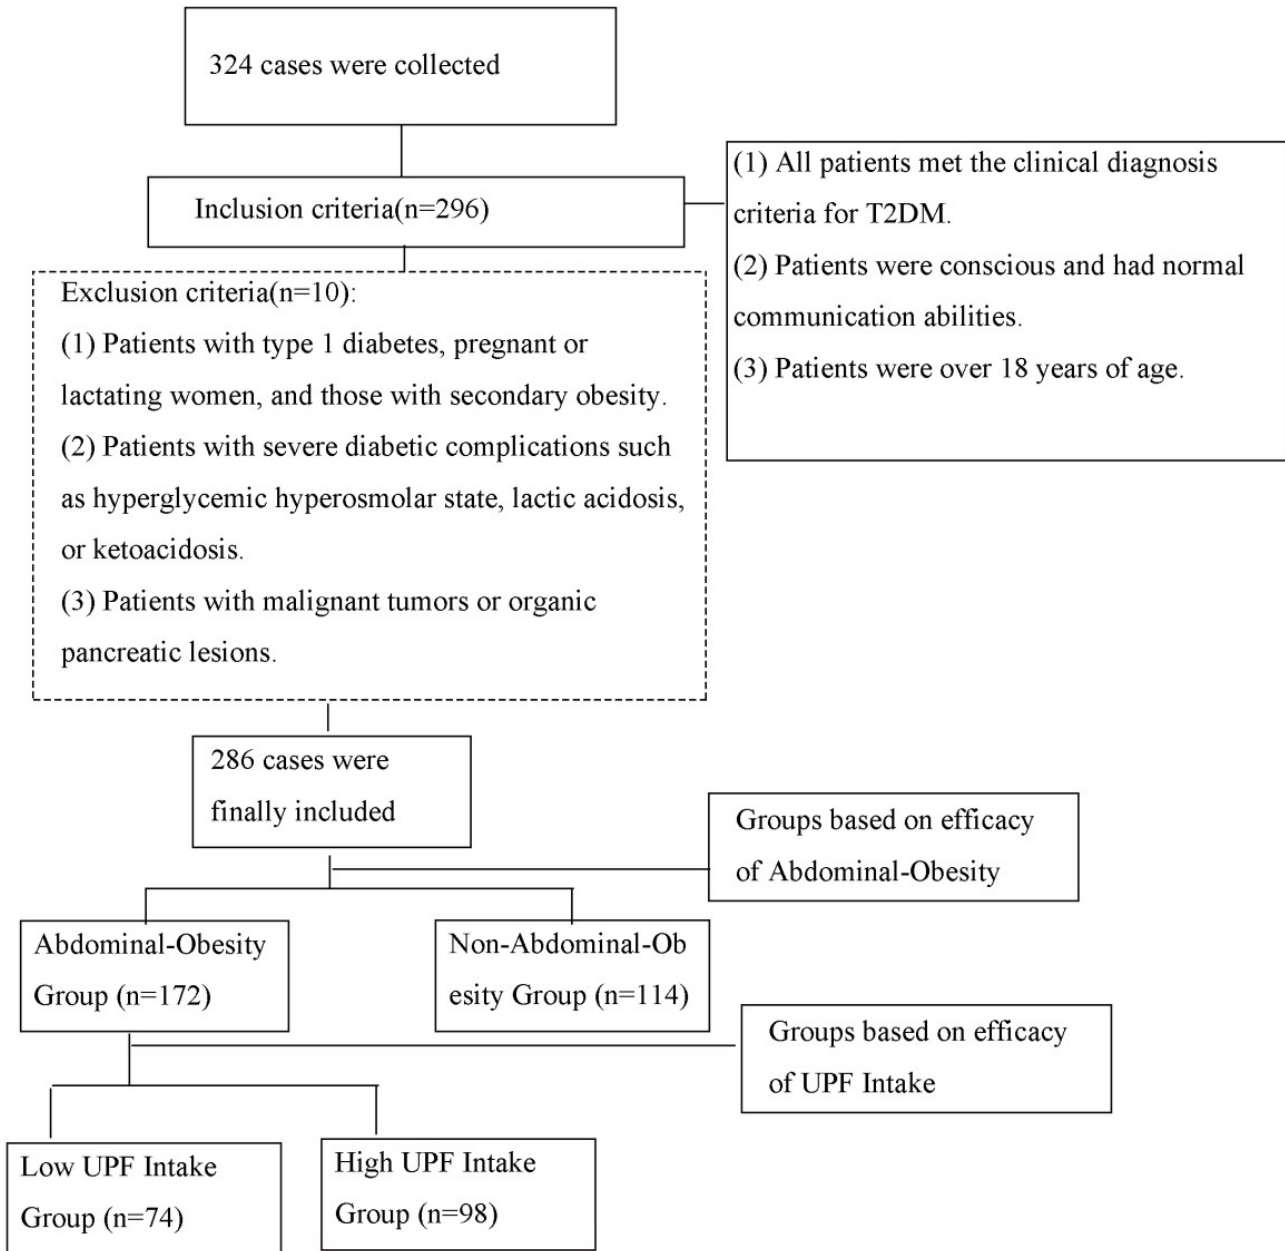 324 cases were collected
Inclusion criteria(n=296)
(1) All patients met the clinical diagnosis
criteria for T2DM.
(2) Patients were conscious and had normal
communication abilities.
(3) Patients were over 18 years of age.
Exclusion criteria(n=10):
(1) Patients with type 1 diabetes, pregnant or
lactating women, and those with secondary obesity.
(2) Patients with severe diabetic complications such
as hyperglycemic hyperosmolar state, lactic acidosis,
or ketoacidosis.
(3) Patients with malignant tumors or organic
pancreatic lesions.
286 cases were
finally included
Groups based on efficacy
of Abdominal-Obesity
Abdominal-Obesity
Group (n=172)
Non-Abdominal-Ob
esity Group (n=114)
Groups based on efficacy
of UPF Intake
Low UPF Intake
Group (n=74)
High UPF Intake
Group (n=98)